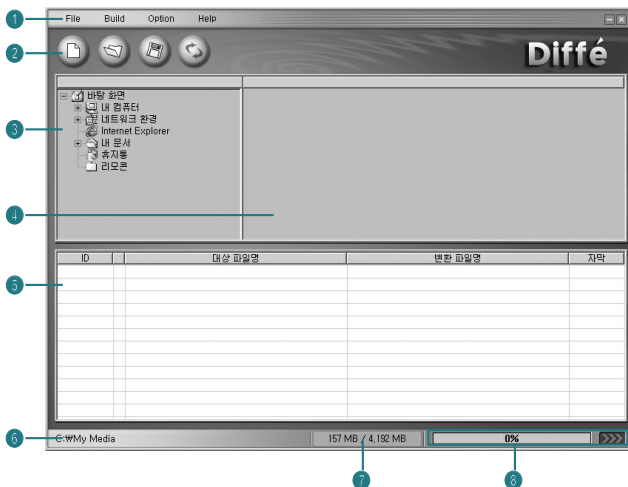 1 File Build Option Help
2 Diffé
바탕 화면
내 컴퓨터
3 네트워크 환경
Internet Explorer
내 문서
휴지통
리모콘
4
ID 대상 파일명 변환 파일명 자막
5
6 C:₩My Media 157 MB / 4,192 MB 0%
7 8